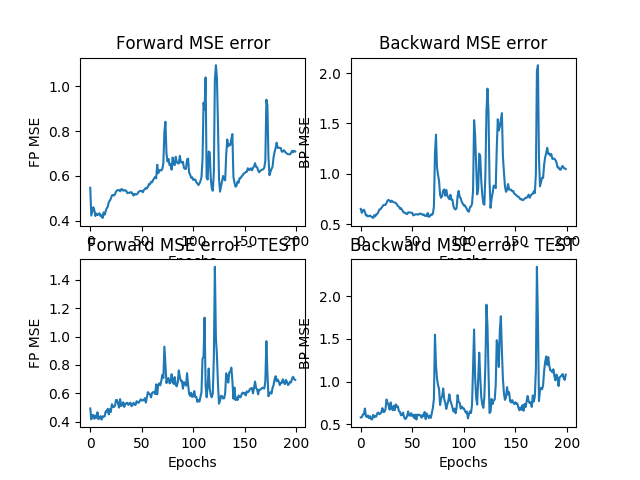 Forward MSE error
Backward MSE error
FP MSE
1.0
0.8
0.6
0.4
0 50 100 150 200
Epochs
BP MSE
2.0
1.5
1.0
0.5
0 50 100 150 200
Epochs
Forward MSE error - TEST
Backward MSE error - TEST
FP MSE
1.4
1.2
1.0
0.8
0.6
0.4
0 50 100 150 200
Epochs
BP MSE
2.0
1.5
1.0
0.5
0 50 100 150 200
Epochs